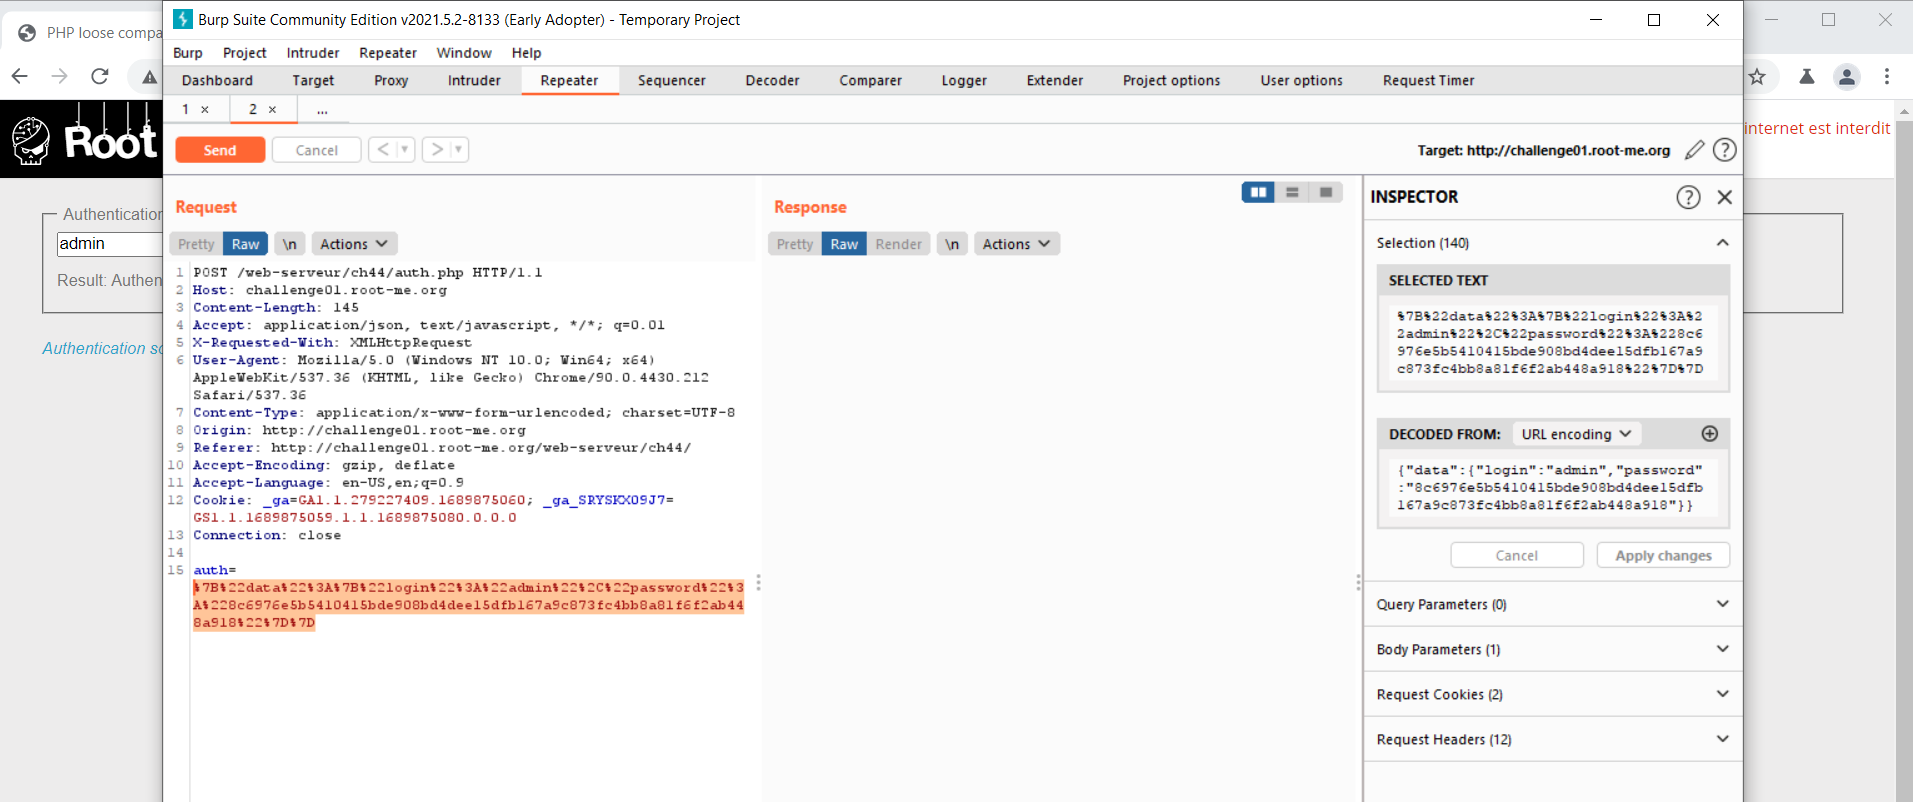 Burp Suite Community Edition v2021.5.2-8133 (Early Adopter) - Temporary Project
PHP loose compa
Burp Project Intruder Repeater Window Help
Dashboard Target Proxy Intruder Repeater Sequencer Decoder Comparer Logger Extender Project options User options Request Timer
1 × 2 × ...
Root
internet est interdit
Send Cancel < >
Target: http://challenge01.root-me.org
Authentication
admin
Result: Authen
Authentication so
Request
Pretty Raw \n Actions
1 POST /web-serveur/ch44/auth.php HTTP/1.1
2 Host: challenge01.root-me.org
3 Content-Length: 145
4 Accept: application/json, text/javascript, */*; q=0.01
5 X-Requested-With: XMLHttpRequest
6 User-Agent: Mozilla/5.0 (Windows NT 10.0; Win64; x64)
AppleWebKit/537.36 (KHTML, like Gecko) Chrome/90.0.4430.212
Safari/537.36
7 Content-Type: application/x-www-form-urlencoded; charset=UTF-8
8 Origin: http://challenge01.root-me.org
9 Referer: http://challenge01.root-me.org/web-serveur/ch44/
10 Accept-Encoding: gzip, deflate
11 Accept-Language: en-US,en;q=0.9
12 Cookie: _ga=GA1.1.279227409.1689875060; _ga_SRYSKX09J7=
GS1.1.1689875059.1.1.1689875080.0.0.0
13 Connection: close
14
15 auth=
%7B%22data%22%3A%7B%22login%22%3A%22admin%22%2C%22password%22%3
A%228c6976e5b5410415bde908bd4dee15dfb167a9c873fc4bb8a81f6f2ab44
8a918%22%7D%7D
Response
Pretty Raw Render \n Actions
INSPECTOR
Selection (140)
SELECTED TEXT
%7B%22data%22%3A%7B%22login%22%3A%2
2admin%22%2C%22password%22%3A%228c6
976e5b5410415bde908bd4dee15dfb167a9
c873fc4bb8a81f6f2ab448a918%22%7D%7D
DECODED FROM: URL encoding
{"data":{"login":"admin","password"
:"8c6976e5b5410415bde908bd4dee15dfb
167a9c873fc4bb8a81f6f2ab448a918"}}
Cancel Apply changes
Query Parameters (0)
Body Parameters (1)
Request Cookies (2)
Request Headers (12)